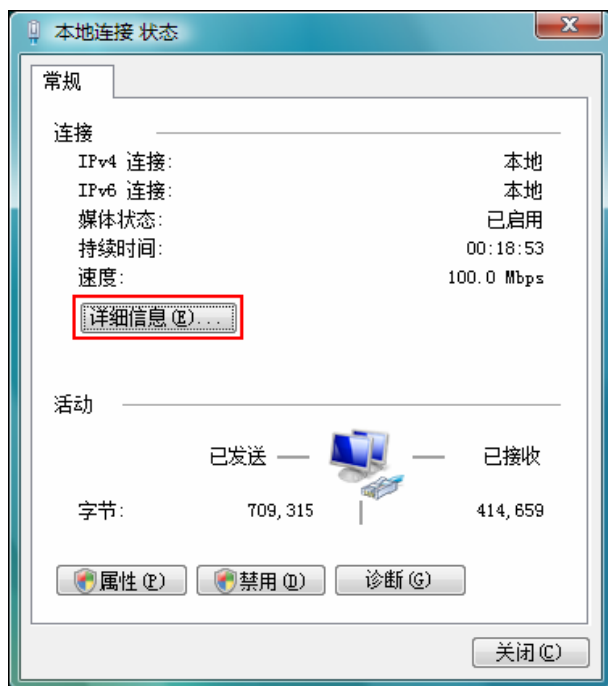 本地连接 状态
常规
连接
IPv4 连接: 本地
IPv6 连接: 本地
媒体状态: 已启用
持续时间: 00:18:53
速度: 100.0 Mbps
详细信息(E)...
活动
已发送 已接收
字节: 709,315 414,659
属性(P) 禁用(D) 诊断(G)
关闭(C)